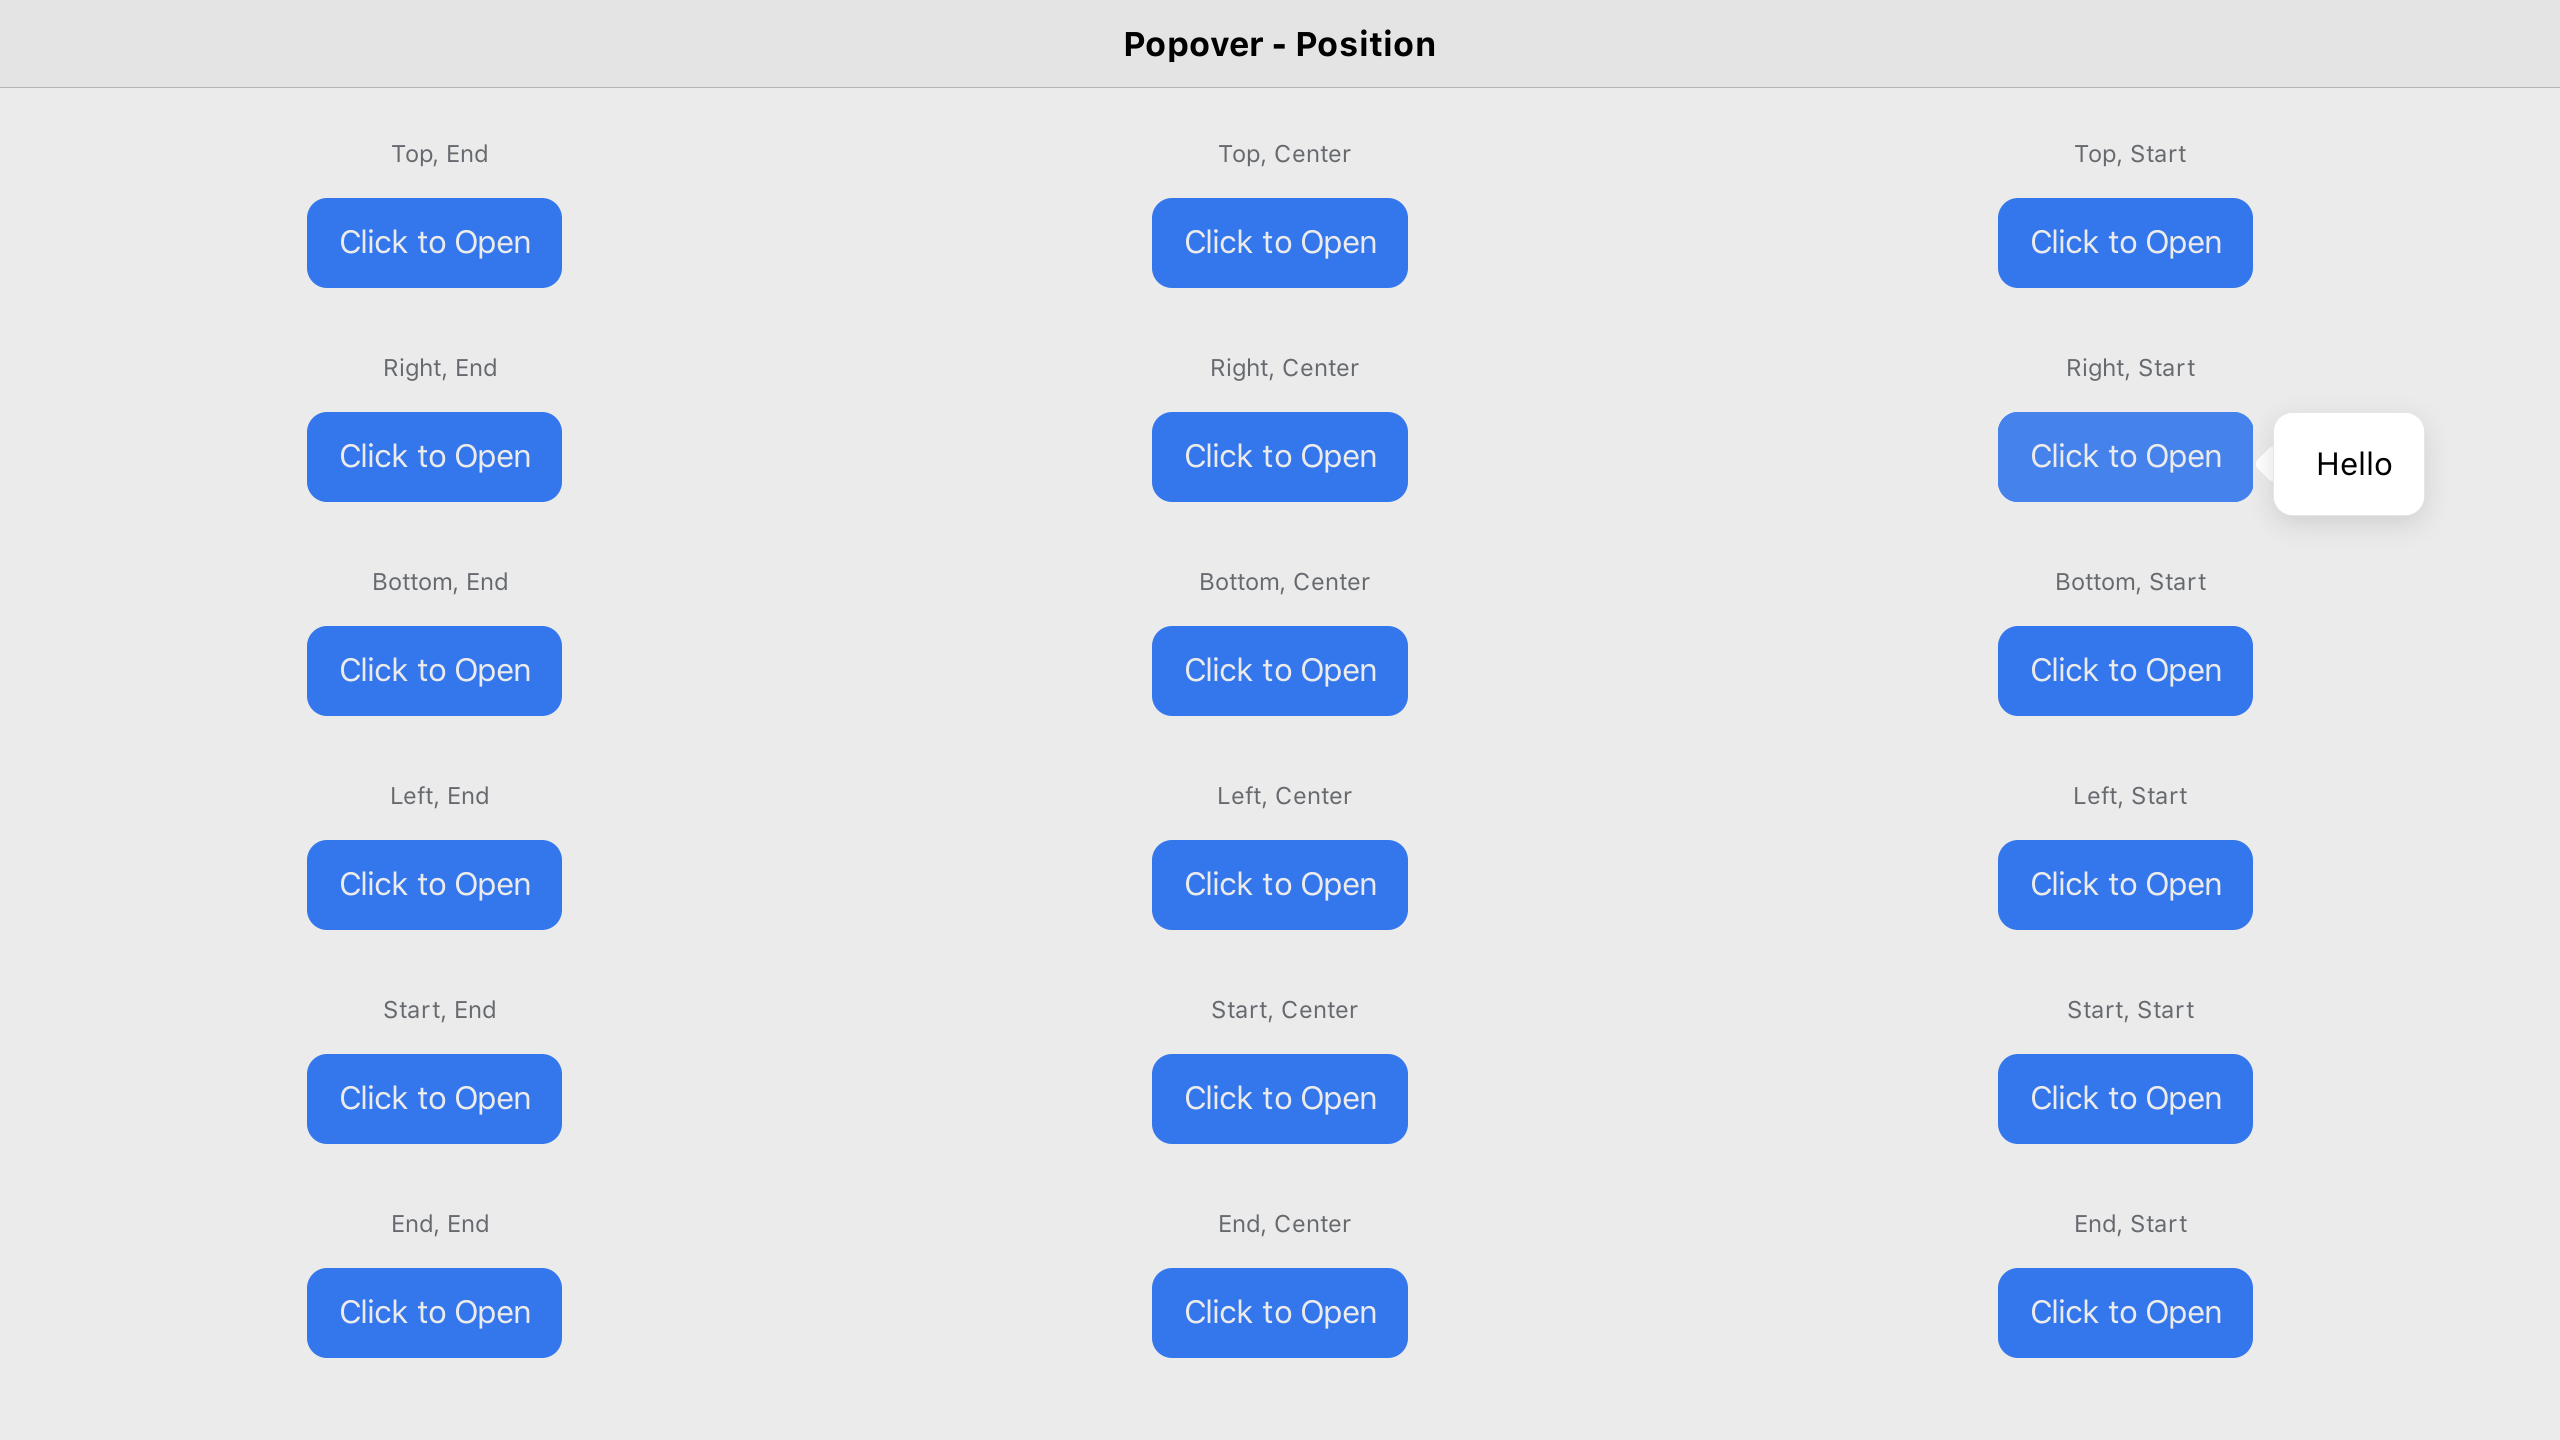 Popover - Position
Top, End
Top, Center
Top, Start
Click to Open
Click to Open
Click to Open
Right, End
Right, Center
Right, Start
Click to Open
Click to Open
Click to Open
Hello
Bottom, End
Bottom, Center
Bottom, Start
Click to Open
Click to Open
Click to Open
Left, End
Left, Center
Left, Start
Click to Open
Click to Open
Click to Open
Start, End
Start, Center
Start, Start
Click to Open
Click to Open
Click to Open
End, End
End, Center
End, Start
Click to Open
Click to Open
Click to Open